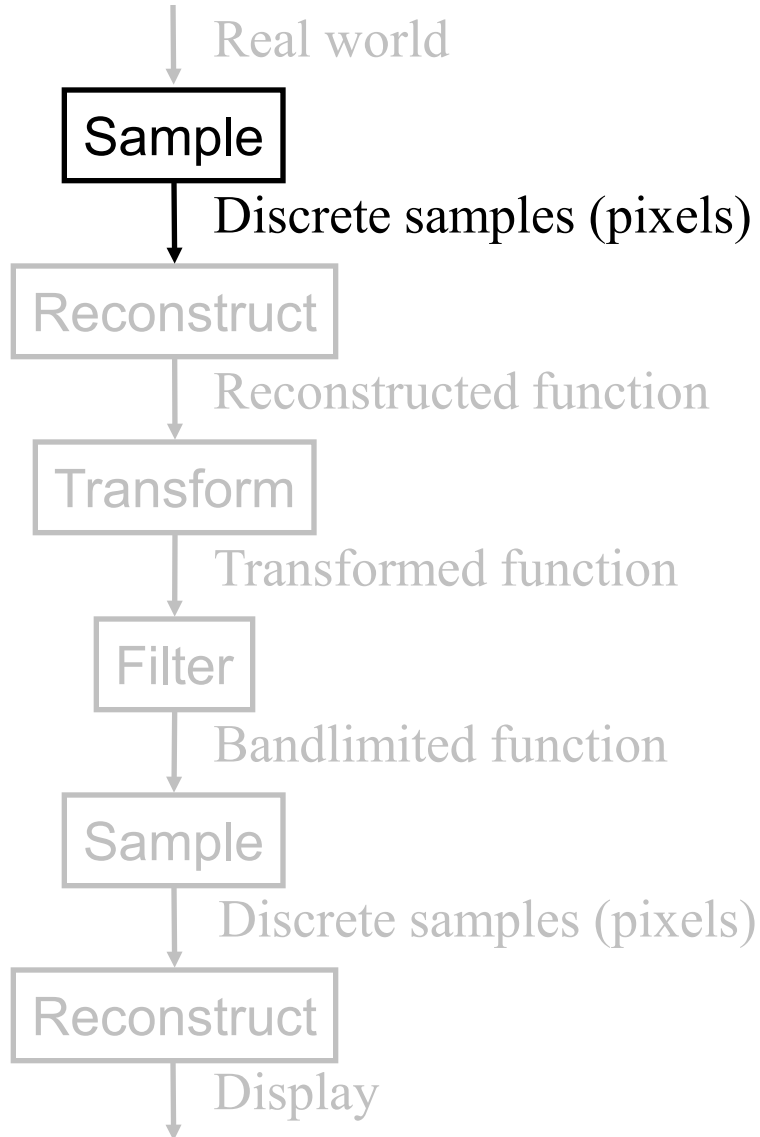 Real world
Sample
Discrete samples (pixels)
Reconstruct
Reconstructed function
Transform
Transformed function
Filter
Bandlimited function
Sample
Discrete samples (pixels)
Reconstruct
Display